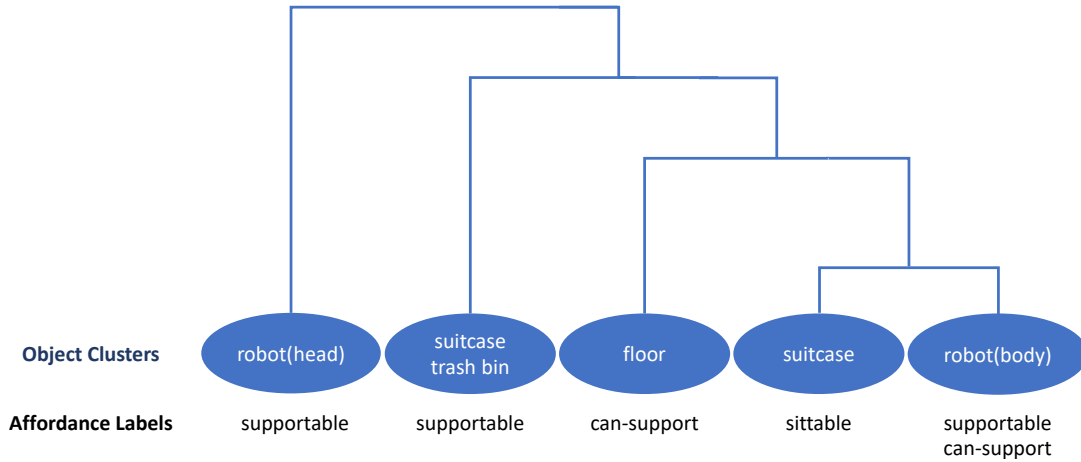 Object Clusters
robot(head)
suitcase
trash bin
floor
suitcase
robot(body)
Affordance Labels
supportable
supportable
can-support
sittable
supportable
can-support